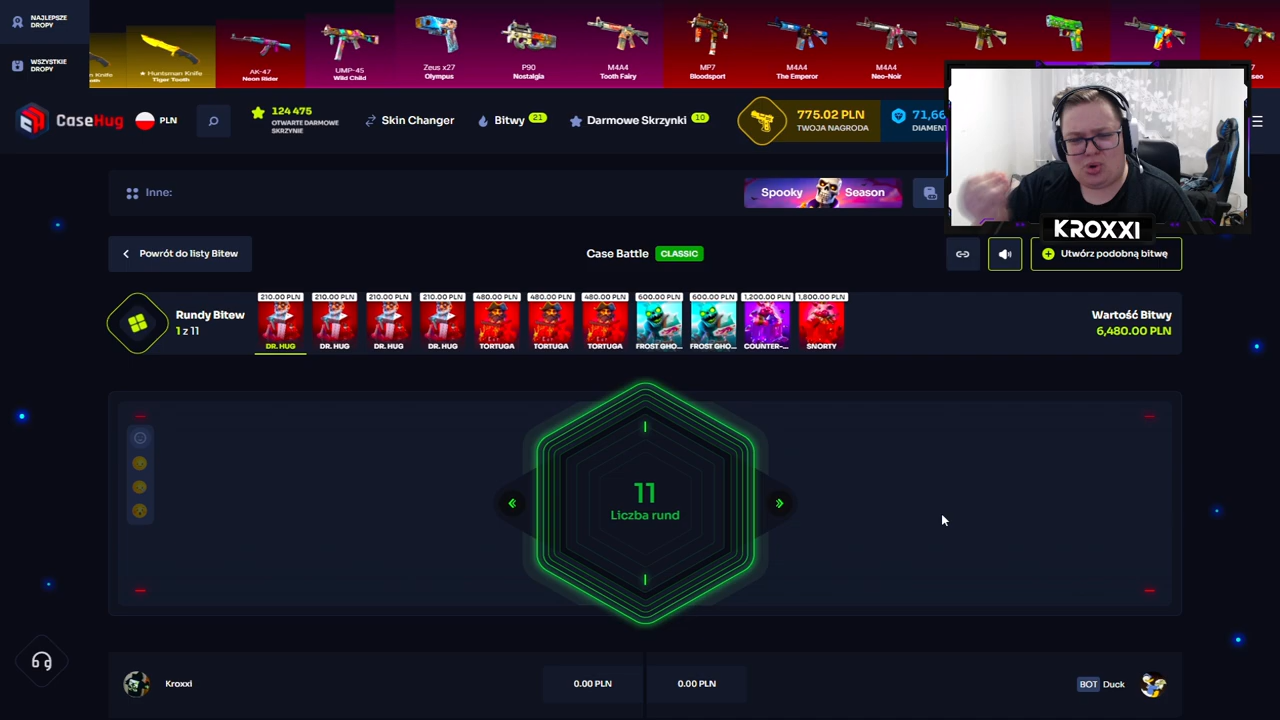 NAJLEPSZE
DROPY
WSZYSTKIE
DROPY
Knife
★ Huntsman Knife
Tiger Tooth
AK-47
Neon Rider
UMP-45
Wild Child
Zeus x27
Olympus
P90
Nostalgia
M4A4
Tooth Fairy
MP7
Bloodsport
M4A4
The Emperor
M4A4
Neo-Noir
CaseHug
PLN
124 475
OTWARTE DARMOWE
SKRZYNIE
Skin Changer
Bitwy 21
Darmowe Skrzynki 10
775.02 PLN
TWOJA NAGRODA
71,66
DIAMENT
KROXXI
Inne:
Spooky Season
Powrót do listy Bitew
Case Battle CLASSIC
Utwórz podobną bitwę
Rundy Bitew
1 z 11
210.00 PLN 210.00 PLN 210.00 PLN 210.00 PLN 480.00 PLN 480.00 PLN 480.00 PLN 600.00 PLN 600.00 PLN 1,200.00 PLN 1,800.00 PLN
DR. HUG DR. HUG DR. HUG DR. HUG TORTUGA TORTUGA TORTUGA FROST GHO... FROST GHO... COUNTER-... SNORTY
Wartość Bitwy
6,480.00 PLN
11
Liczba rund
Kroxxi
0.00 PLN
0.00 PLN
BOT Duck